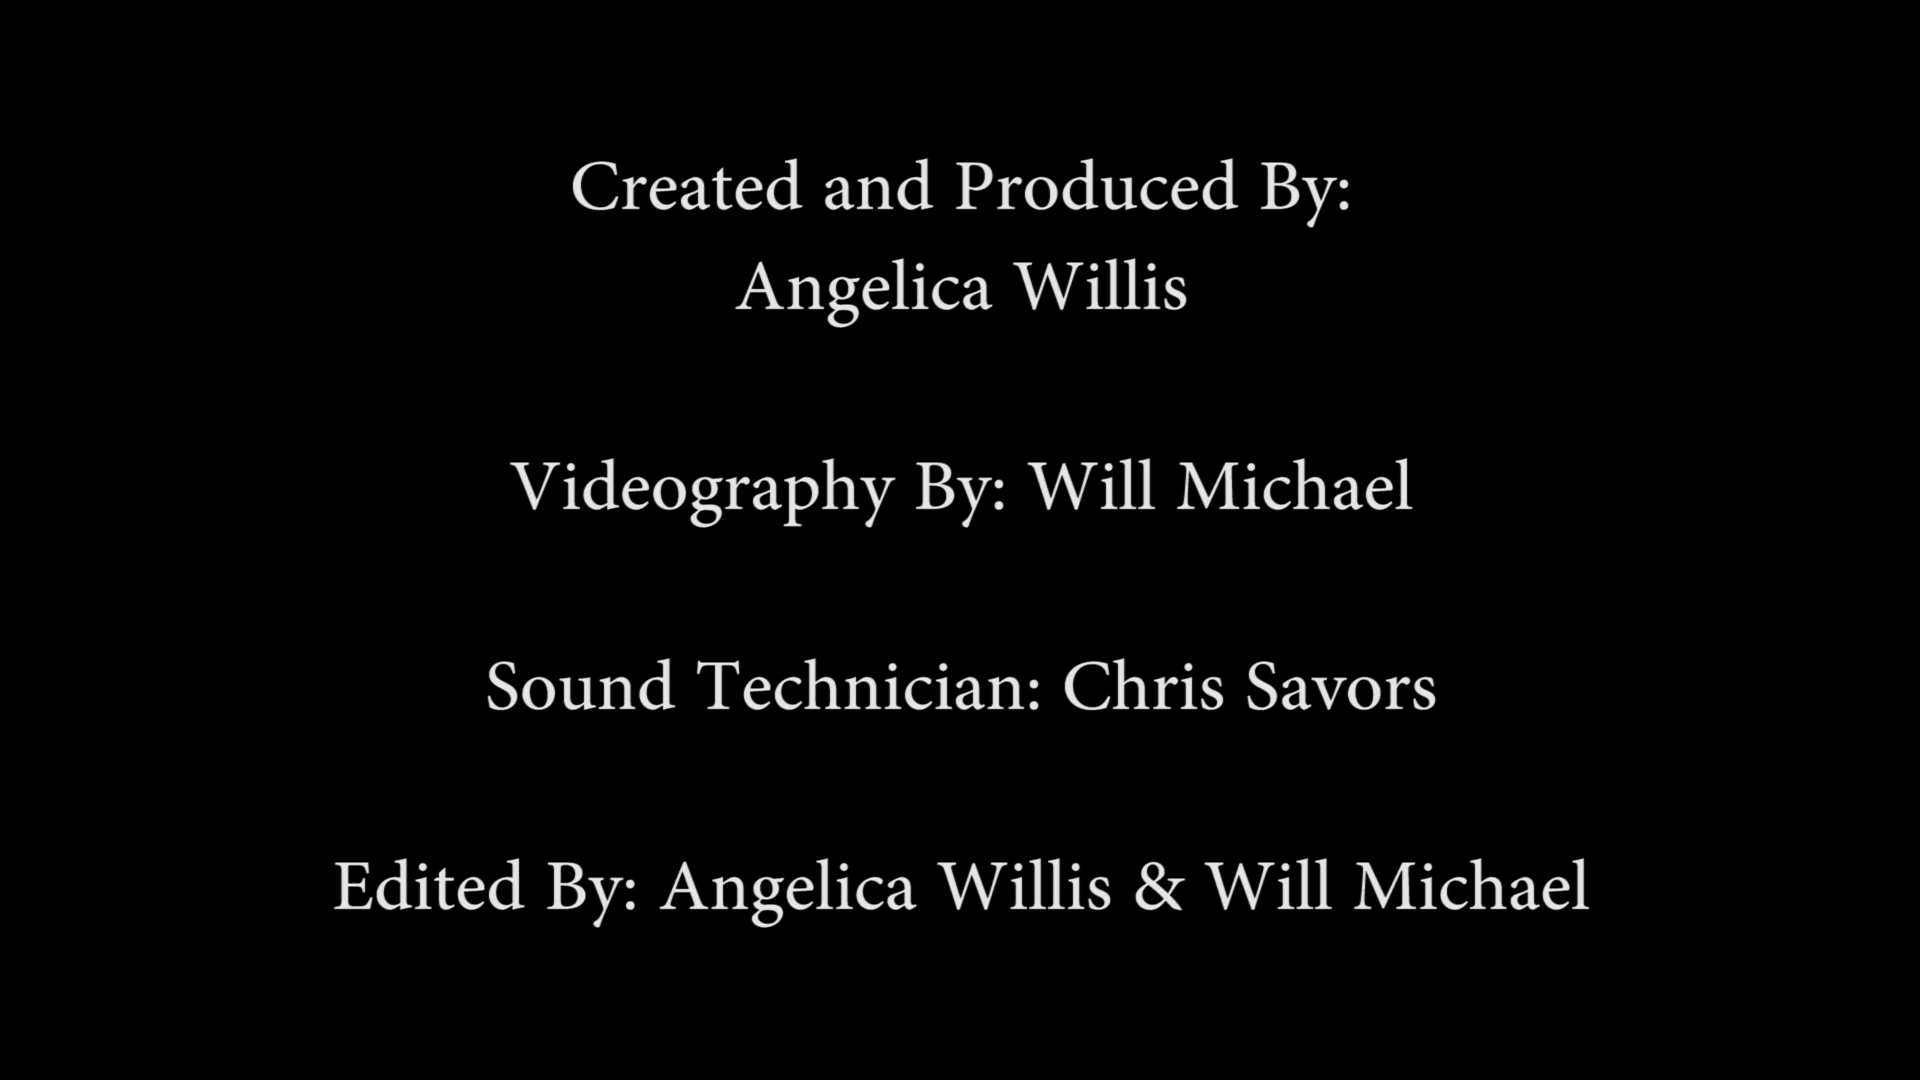 Created and Produced By:
Angelica Willis
Videography By: Will Michael
Sound Technician: Chris Savors
Edited By: Angelica Willis & Will Michael